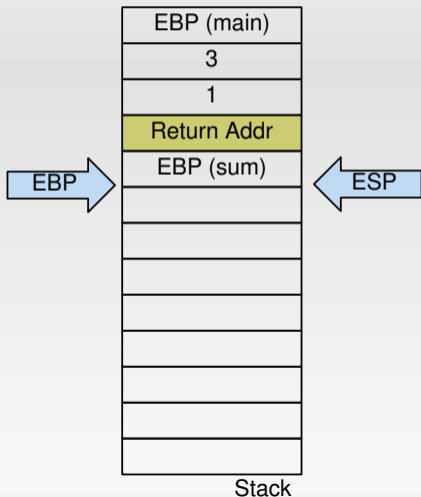 EBP (main)
3
1
Return Addr
EBP (sum)
EBP
ESP
Stack